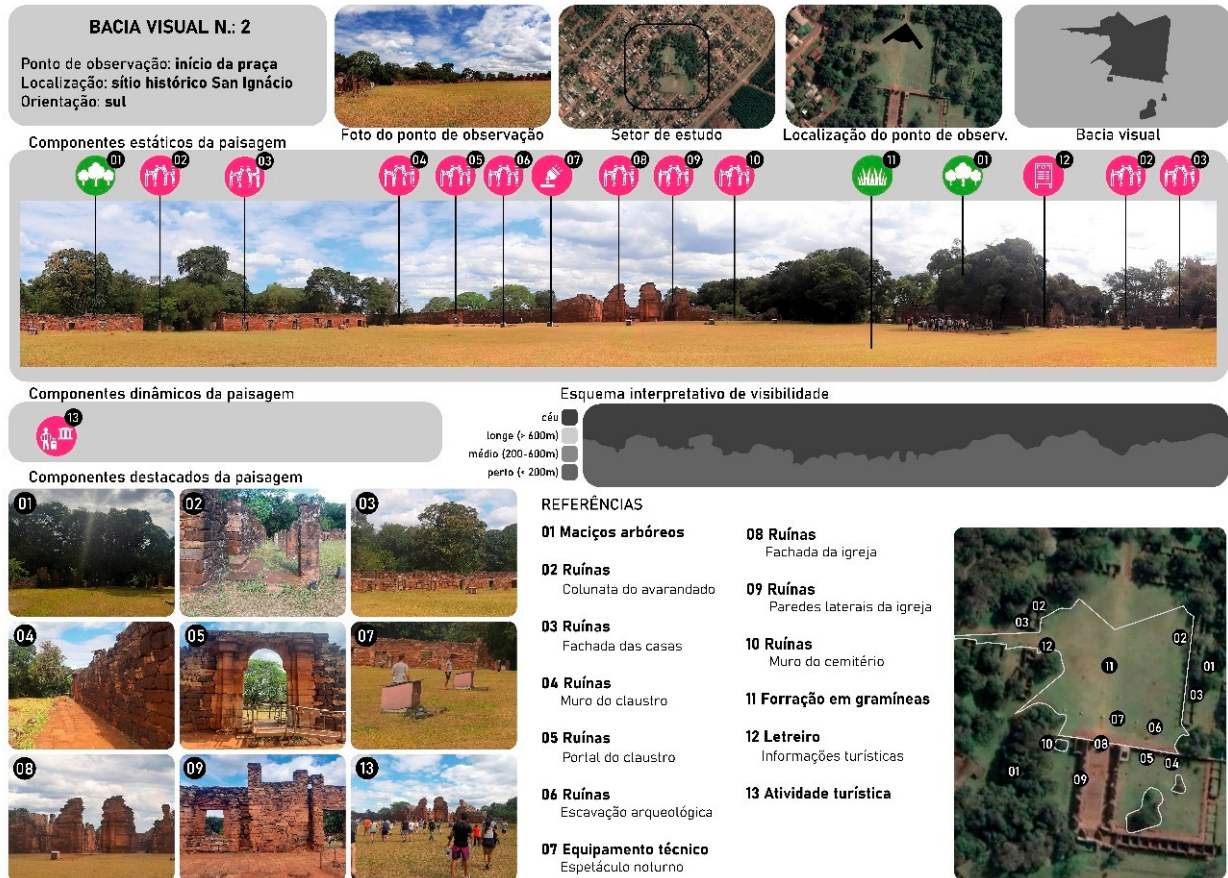 BACIA VISUAL N.: 2
Ponto de observação: início da praça
Localização: sítio histórico San Ignácio
Orientação: sul
Foto do ponto de observação
Setor de estudo
Localização do ponto de observ.
Bacia visual
Componentes estáticos da paisagem
01
02
03
04
05
06
07
08
09
10
11
01
12
02
03
Componentes dinâmicos da paisagem
13
Esquema interpretativo de visibilidade
céu
longe (> 600m)
médio (200-600m)
perto (< 200m)
Componentes destacados da paisagem
01
02
03
04
05
07
08
09
13
REFERÊNCIAS
01 Maciços arbóreos
02 Ruínas
Colunata do avarandado
03 Ruínas
Fachada das casas
04 Ruínas
Muro do claustro
05 Ruínas
Portal do claustro
06 Ruínas
Escavação arqueológica
07 Equipamento técnico
Espetáculo noturno
08 Ruínas
Fachada da igreja
09 Ruínas
Paredes laterais da igreja
10 Ruínas
Muro do cemitério
11 Forração em gramíneas
12 Letreiro
Informações turísticas
13 Atividade turística
02
03
12
02
01
11
03
07
06
10
08
05
04
01
09